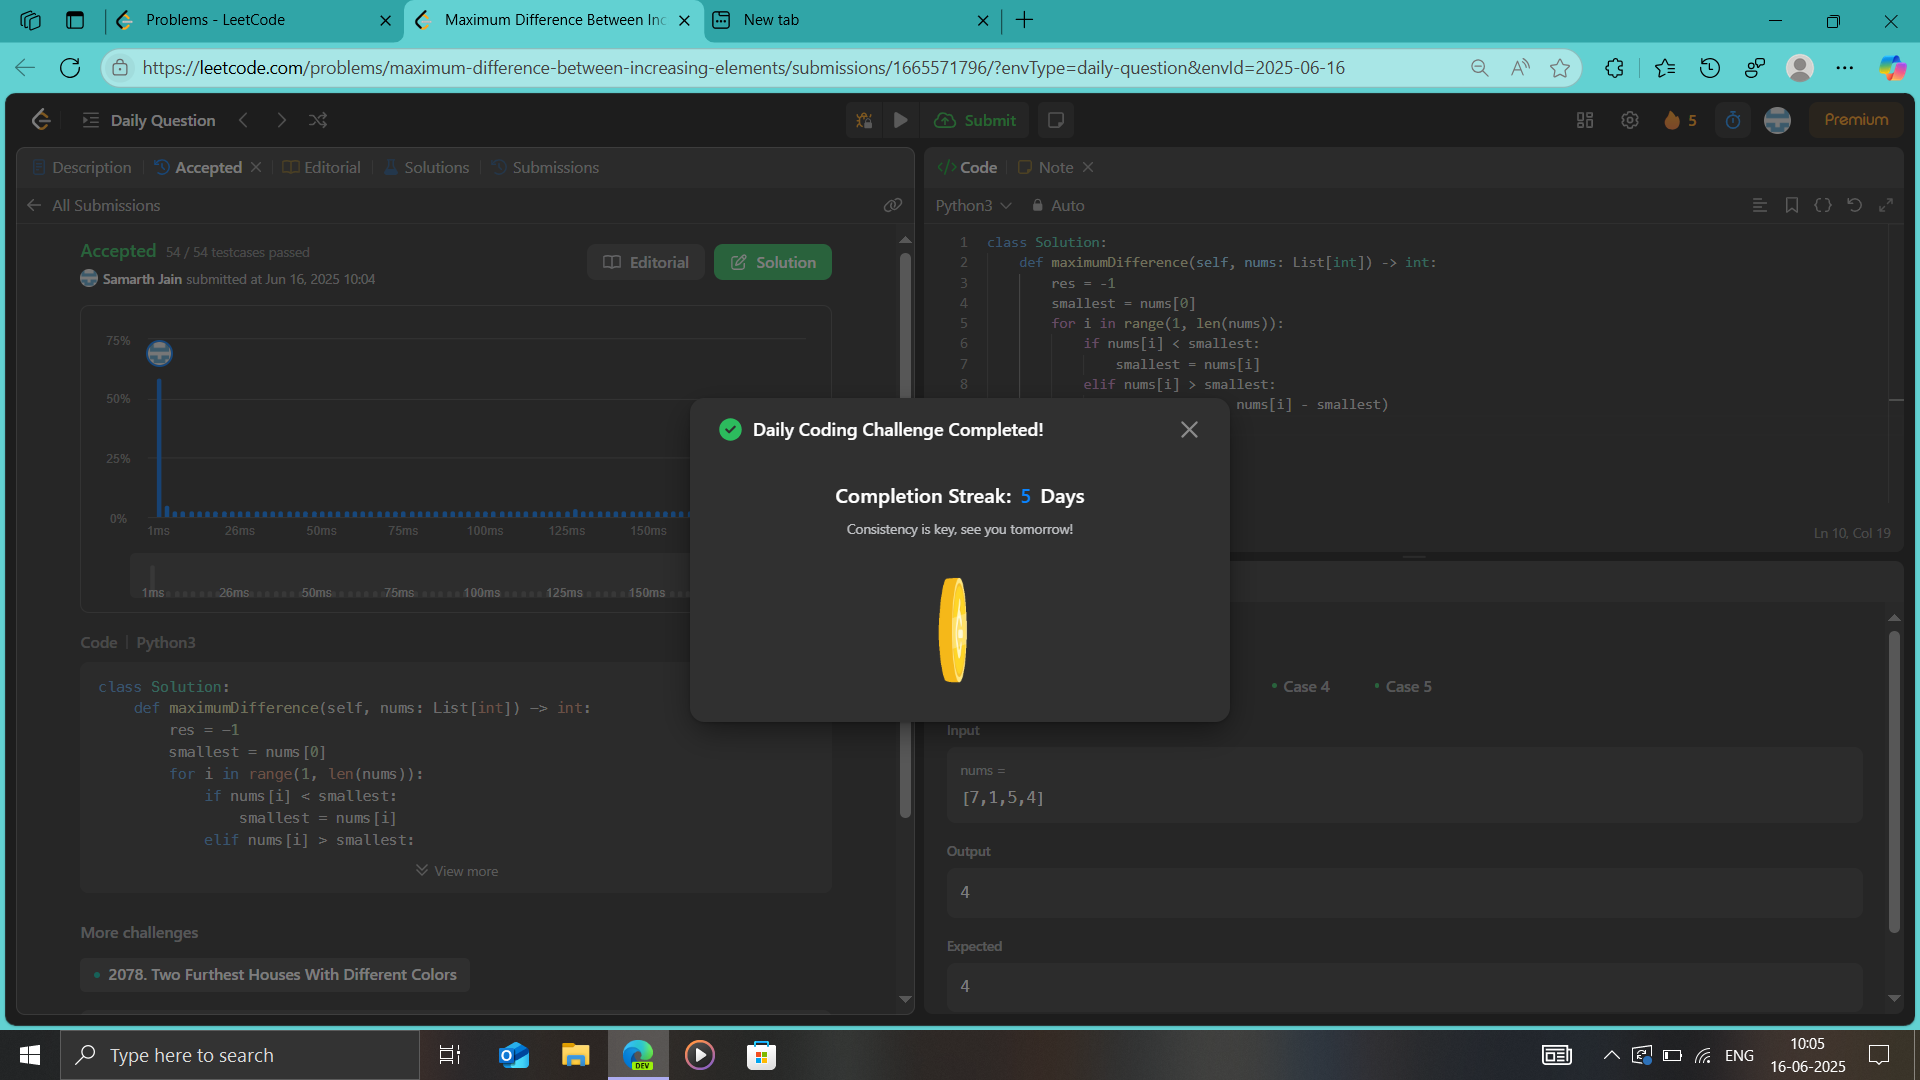 Problems - LeetCode
Maximum Difference Between Inc
New tab
https://leetcode.com/problems/maximum-difference-between-increasing-elements/submissions/1665571796/?envType=daily-question&envId=2025-06-16
Daily Question
Submit
5
Premium
Description
Accepted
Editorial
Solutions
Submissions
All Submissions
Accepted 54 / 54 testcases passed
Samarth Jain submitted at Jun 16, 2025 10:04
Editorial
Solution
75%
50%
25%
0%
1ms 26ms 50ms 75ms 100ms 125ms 150ms
1ms 26ms 50ms 75ms 100ms 125ms 150ms
Code | Python3
class Solution:
def maximumDifference(self, nums: List[int]) -> int:
res = -1
smallest = nums[0]
for i in range(1, len(nums)):
if nums[i] < smallest:
smallest = nums[i]
elif nums[i] > smallest:
View more
More challenges
2078. Two Furthest Houses With Different Colors
Daily Coding Challenge Completed!
Completion Streak: 5 Days
Consistency is key, see you tomorrow!
</> Code
Note
Python3
Auto
1 class Solution:
2 def maximumDifference(self, nums: List[int]) -> int:
3 res = -1
4 smallest = nums[0]
5 for i in range(1, len(nums)):
6 if nums[i] < smallest:
7 smallest = nums[i]
8 elif nums[i] > smallest:
nums[i] - smallest)
Ln 10, Col 19
Case 4
Case 5
Input
nums =
[7,1,5,4]
Output
4
Expected
4
Type here to search
DEV
ENG
10:05
16-06-2025